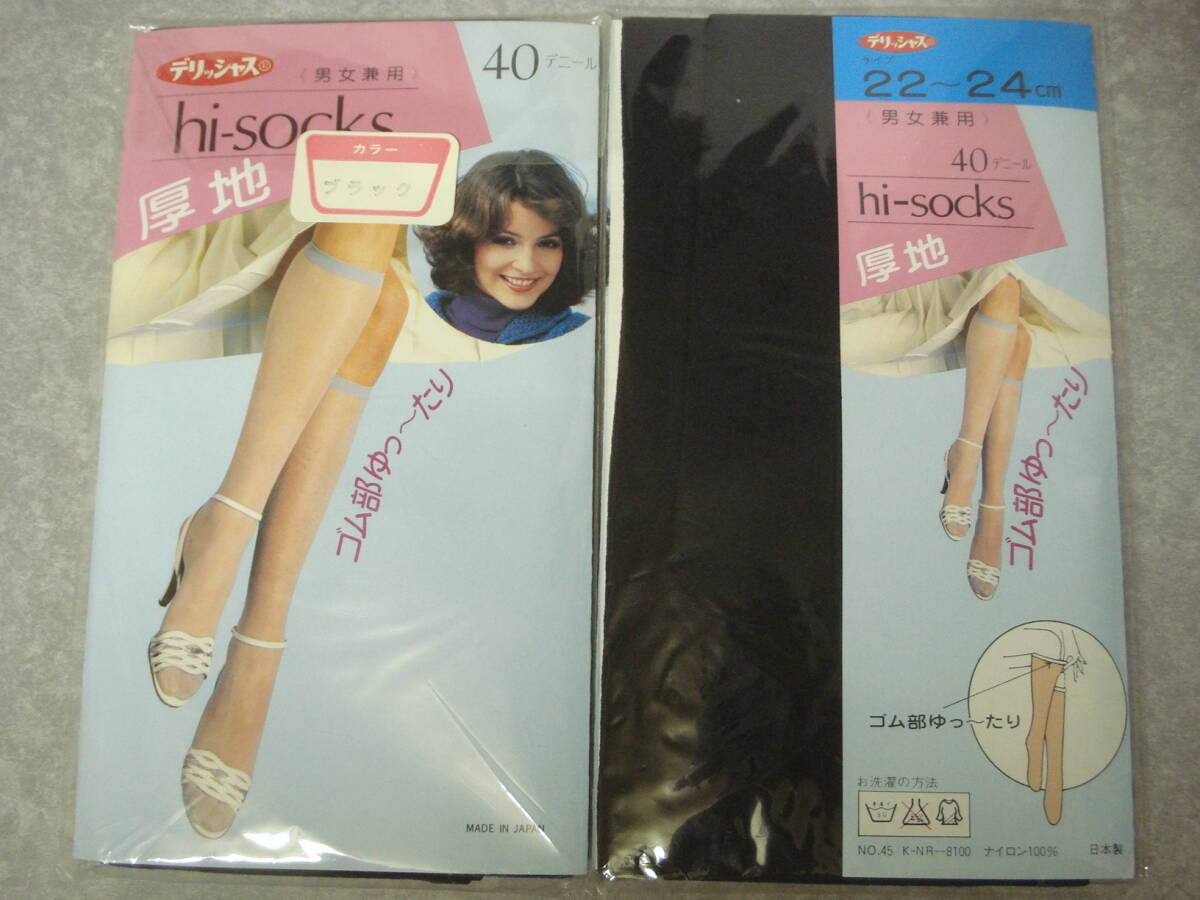 デリッシャス®
《男女兼用》
40デニール
hi-socks
カラー
ブラック
厚地
ゴム部ゆっ〜たり
MADE IN JAPAN
デリッシャス
サイズ
22〜24cm
《男女兼用》
40デニール
hi-socks
厚地
ゴム部ゆっ〜たり
ゴム部ゆっ〜たり
お洗濯の方法
30
NO.45 K-NR--8100 ナイロン100% 日本製